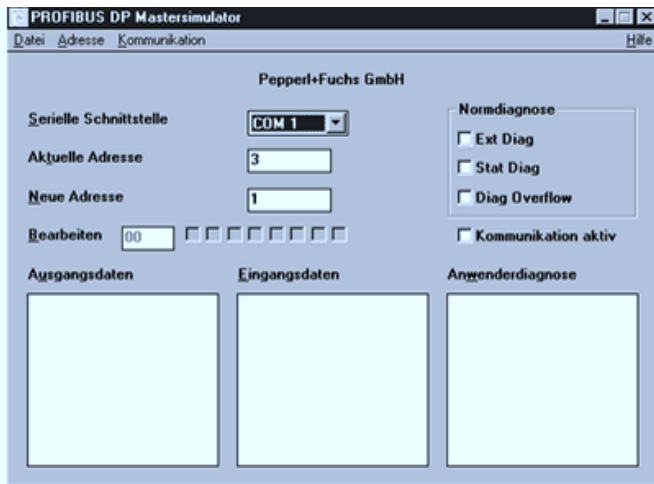 PROFIBUS DP Mastersimulator
Datei Adresse Kommunikation Hilfe
Pepperl+Fuchs GmbH
Serielle Schnittstelle COM 1
Aktuelle Adresse 3
Neue Adresse 1
Bearbeiten 00
Normdiagnose
Ext Diag
Stat Diag
Diag Overflow
Kommunikation aktiv
Ausgangsdaten Eingangsdaten Anwenderdiagnose